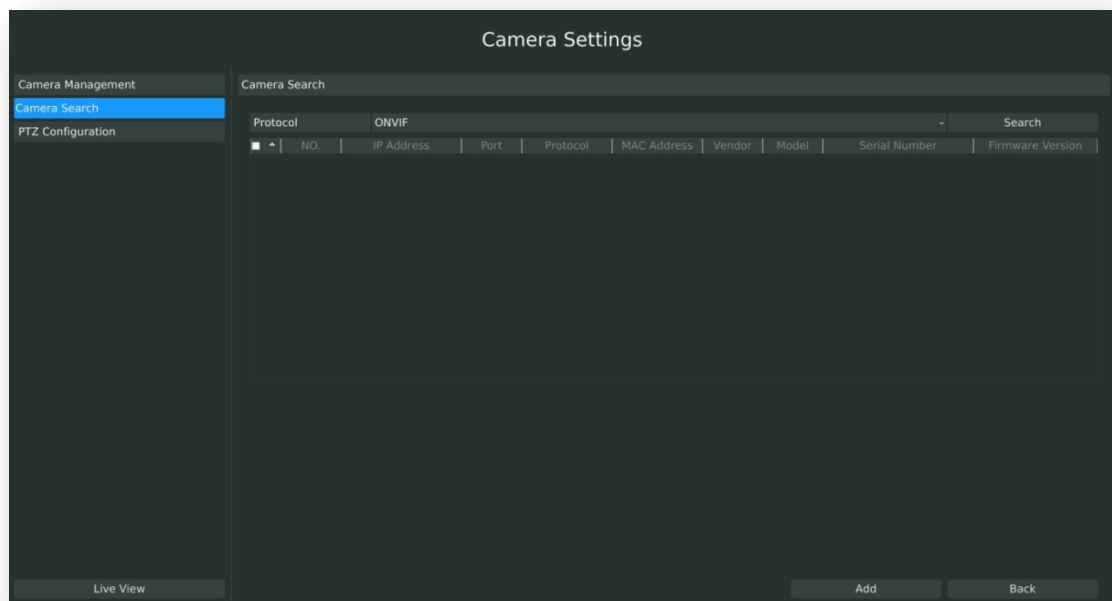 Camera Settings
Camera Management
Camera Search
PTZ Configuration
Camera Search
Protocol ONVIF Search
NO. IP Address Port Protocol MAC Address Vendor Model Serial Number Firmware Version
Live View
Add Back